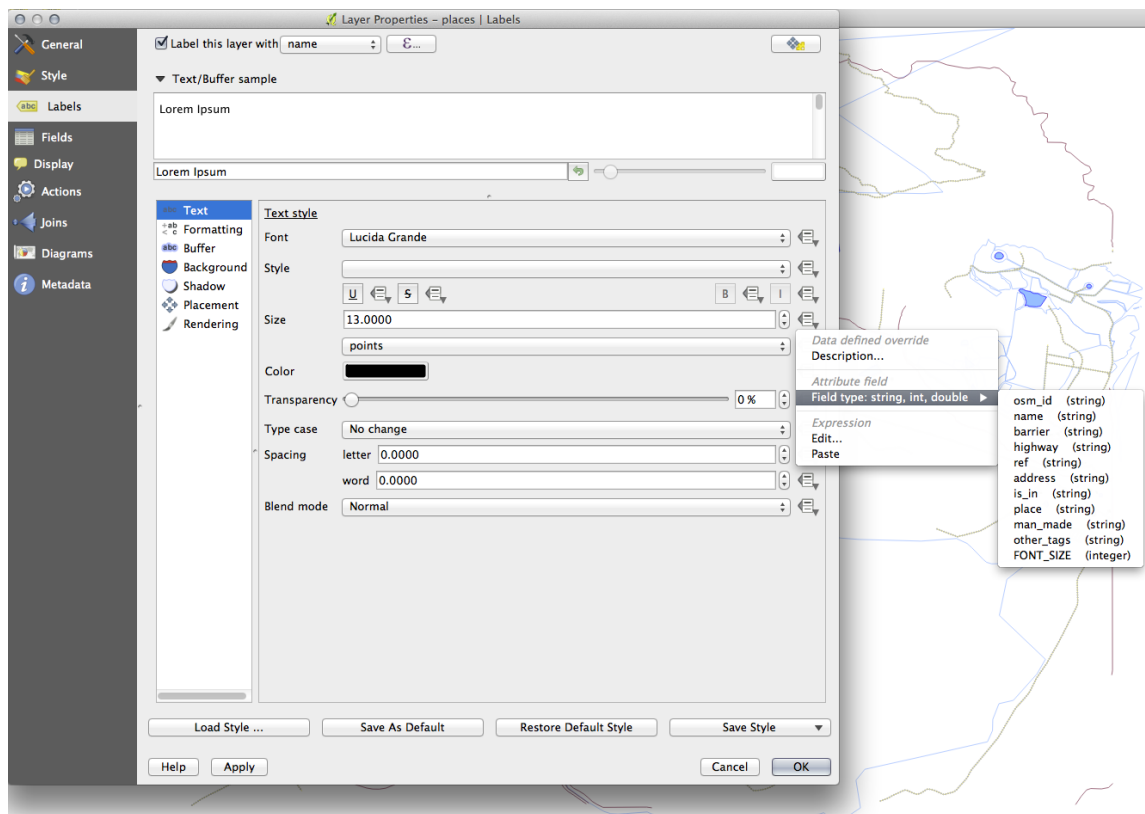 Layer Properties - places | Labels
General
Style
abc Labels
Fields
Display
Actions
Joins
Diagrams
Metadata
Label this layer with name ε...
Text/Buffer sample
Lorem Ipsum
Lorem Ipsum
abc Text
+ab < c Formatting
abc Buffer
Background
Shadow
Placement
Rendering
Text style
Font Lucida Grande
Style
U S B I
Size 13.0000
points
Color
Transparency 0 %
Type case No change
Spacing letter 0.0000
word 0.0000
Blend mode Normal
Data defined override
Description...
Attribute field
Field type: string, int, double
Expression
Edit...
Paste
osm_id (string)
name (string)
barrier (string)
highway (string)
ref (string)
address (string)
is_in (string)
place (string)
man_made (string)
other_tags (string)
FONT_SIZE (integer)
Load Style ... Save As Default Restore Default Style Save Style
Help Apply Cancel OK